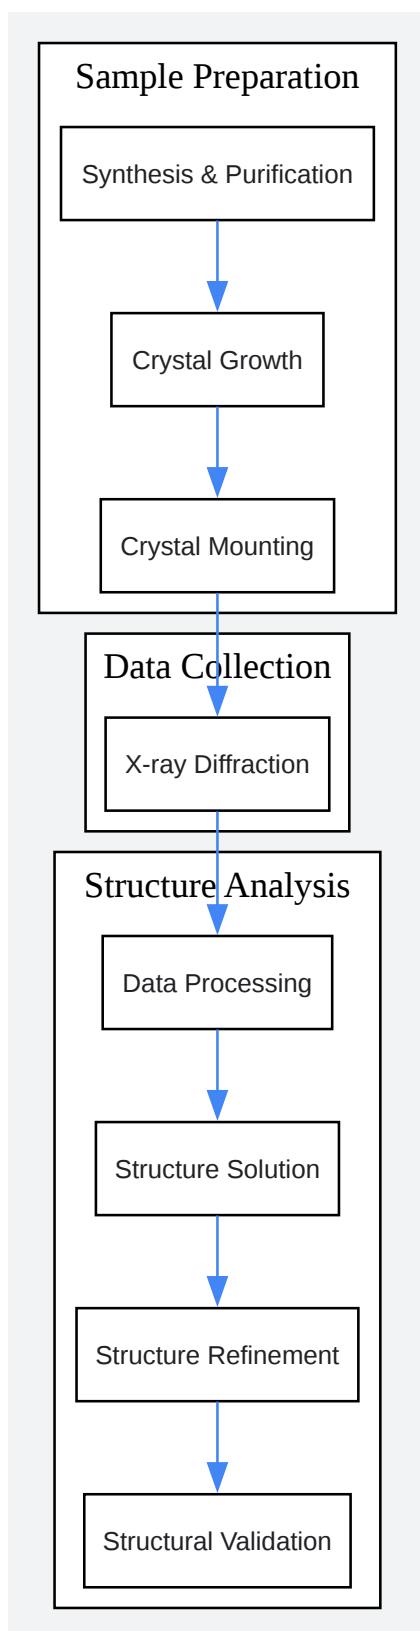 Sample Preparation
Synthesis & Purification
Crystal Growth
Crystal Mounting
Data Collection
X-ray Diffraction
Structure Analysis
Data Processing
Structure Solution
Structure Refinement
Structural Validation